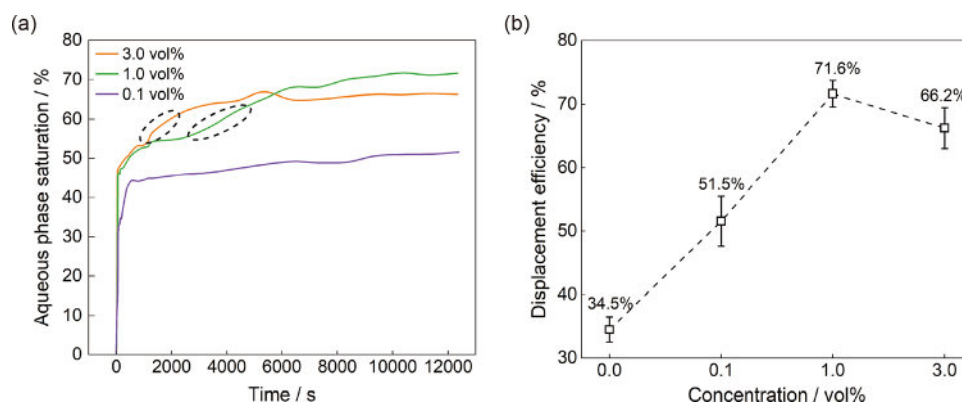 (a)
80
70
60
50
40
30
20
10
0
Aqueous phase saturation / %
3.0 vol%
1.0 vol%
0.1 vol%
0 2000 4000 6000 8000 10000 12000
Time / s
(b)
80
70
60
50
40
30
Displacement efficiency / %
34.5%
51.5%
71.6%
66.2%
0.0 0.1 1.0 3.0
Concentration / vol%